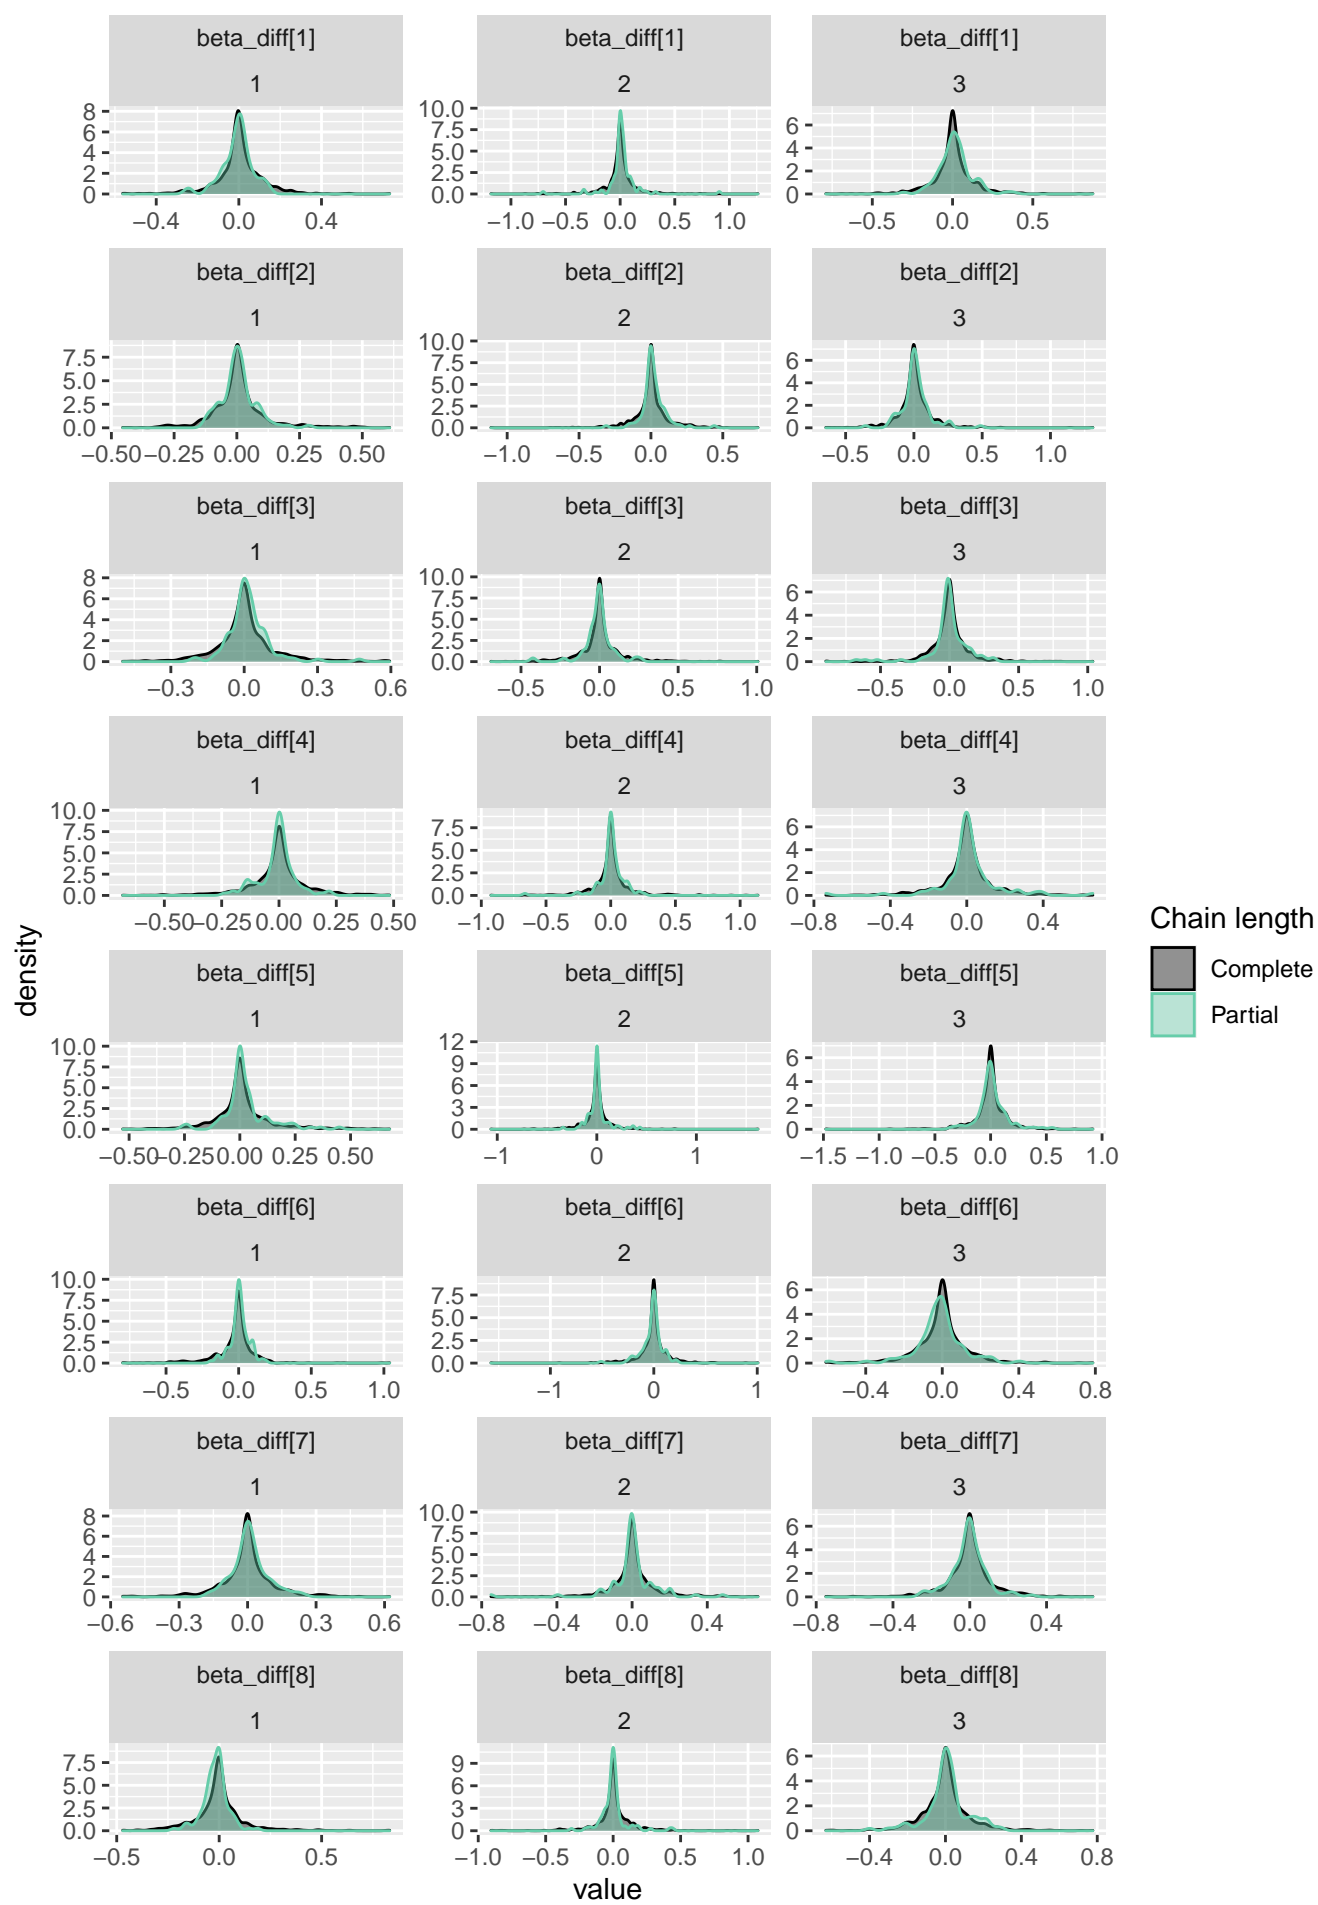 beta_diff[1] beta_diff[1] beta_diff[1]
1 2 3
8 6 4 2 0
10.0 7.5 5.0 2.5 0.0
6 4 2 0
−0.4 0.0 0.4
−1.0 −0.5 0.0 0.5 1.0
−0.5 0.0 0.5
beta_diff[2] beta_diff[2] beta_diff[2]
1 2 3
7.5 5.0 2.5 0.0
10.0 7.5 5.0 2.5 0.0
6 4 2 0
−0.50 −0.25 0.00 0.25 0.50
−1.0 −0.5 0.0 0.5
−0.5 0.0 0.5 1.0
beta_diff[3] beta_diff[3] beta_diff[3]
1 2 3
8 6 4 2 0
10.0 7.5 5.0 2.5 0.0
6 4 2 0
−0.3 0.0 0.3 0.6
−0.5 0.0 0.5 1.0
−0.5 0.0 0.5 1.0
beta_diff[4] beta_diff[4] beta_diff[4]
1 2 3
10.0 7.5 5.0 2.5 0.0
7.5 5.0 2.5 0.0
6 4 2 0
−0.50 −0.25 0.00 0.25 0.50
−1.0 −0.5 0.0 0.5 1.0
−0.8 −0.4 0.0 0.4
beta_diff[5] beta_diff[5] beta_diff[5]
1 2 3
10.0 7.5 5.0 2.5 0.0
12 9 6 3 0
6 4 2 0
−0.50 −0.25 0.00 0.25 0.50
−1 0 1
−1.5 −1.0 −0.5 0.0 0.5 1.0
beta_diff[6] beta_diff[6] beta_diff[6]
1 2 3
10.0 7.5 5.0 2.5 0.0
7.5 5.0 2.5 0.0
6 4 2 0
−0.5 0.0 0.5 1.0
−1 0 1
−0.4 0.0 0.4 0.8
beta_diff[7] beta_diff[7] beta_diff[7]
1 2 3
8 6 4 2 0
10.0 7.5 5.0 2.5 0.0
6 4 2 0
−0.6 −0.3 0.0 0.3 0.6
−0.8 −0.4 0.0 0.4
−0.8 −0.4 0.0 0.4
beta_diff[8] beta_diff[8] beta_diff[8]
1 2 3
7.5 5.0 2.5 0.0
9 6 3 0
6 4 2 0
−0.5 0.0 0.5
−1.0 −0.5 0.0 0.5 1.0
−0.4 0.0 0.4 0.8
value
density
Chain length
Complete
Partial